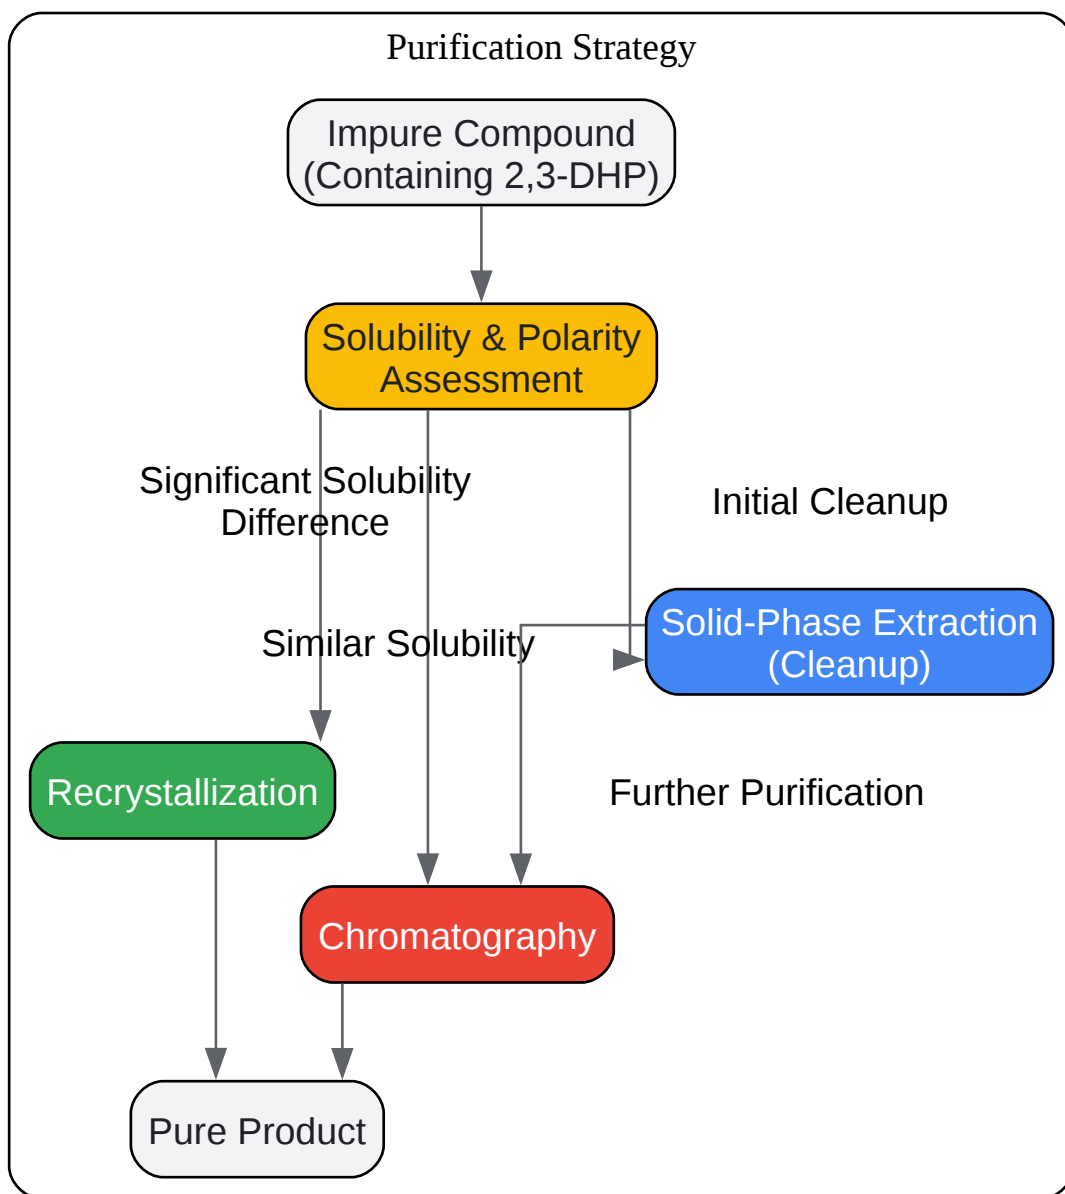 Purification Strategy
Impure Compound
(Containing 2,3-DHP)
Solubility & Polarity
Assessment
Significant Solubility
Difference
Initial Cleanup
Similar Solubility
Solid-Phase Extraction
(Cleanup)
Recrystallization
Further Purification
Chromatography
Pure Product